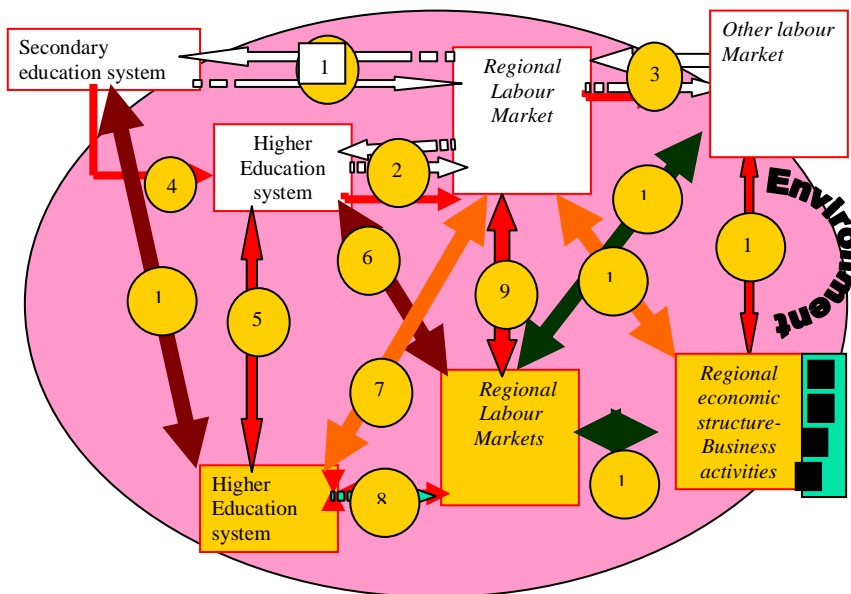 Secondary
education system
1
Regional
Labour
Market
3
Other labour
Market
Higher
Education
system
2
4
1
Environment
6
1
1
5
9
1
7
Regional
Labour
Markets
Regional
economic
structure-
Business
activities
1
Higher
Education
system
8
1